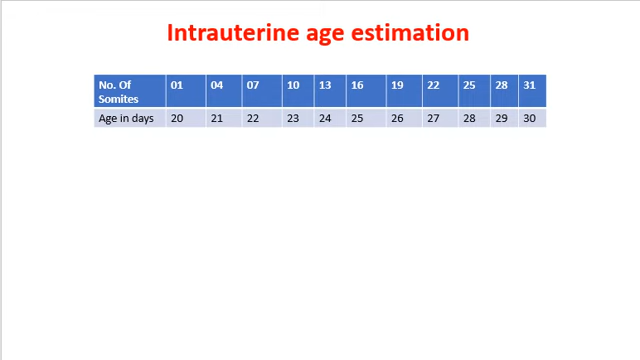 Intrauterine age estimation
No. Of Somites 01 04 07 10 13 16 19 22 25 28 31
Age in days 20 21 22 23 24 25 26 27 28 29 30